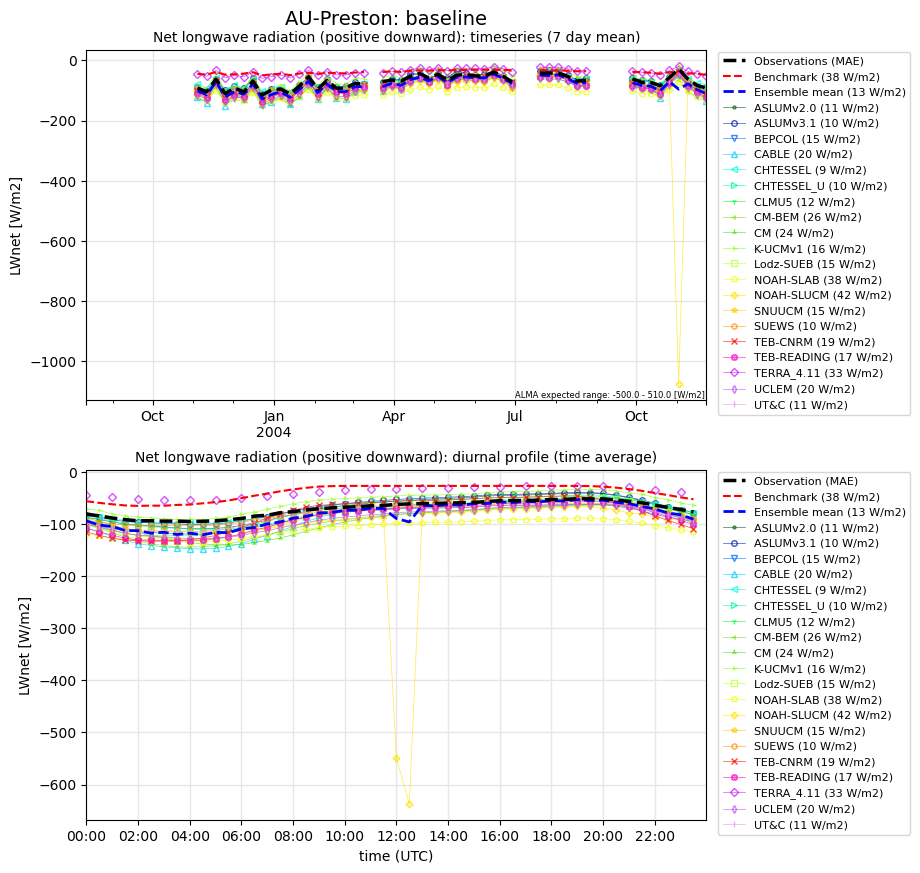 AU-Preston: baseline
Net longwave radiation (positive downward): timeseries (7 day mean)
LWnet [W/m2]
0
−200
−400
−600
−800
−1000
Oct
Jan
2004
Apr
Jul
Oct
ALMA expected range: -500.0 - 510.0 [W/m2]
Observations (MAE)
Benchmark (38 W/m2)
Ensemble mean (13 W/m2)
ASLUMv2.0 (11 W/m2)
ASLUMv3.1 (10 W/m2)
BEPCOL (15 W/m2)
CABLE (20 W/m2)
CHTESSEL (9 W/m2)
CHTESSEL_U (10 W/m2)
CLMU5 (12 W/m2)
CM-BEM (26 W/m2)
CM (24 W/m2)
K-UCMv1 (16 W/m2)
Lodz-SUEB (15 W/m2)
NOAH-SLAB (38 W/m2)
NOAH-SLUCM (42 W/m2)
SNUUCM (15 W/m2)
SUEWS (10 W/m2)
TEB-CNRM (19 W/m2)
TEB-READING (17 W/m2)
TERRA_4.11 (33 W/m2)
UCLEM (20 W/m2)
UT&C (11 W/m2)
Net longwave radiation (positive downward): diurnal profile (time average)
LWnet [W/m2]
0
−100
−200
−300
−400
−500
−600
00:00
02:00
04:00
06:00
08:00
10:00
12:00
14:00
16:00
18:00
20:00
22:00
time (UTC)
Observation (MAE)
Benchmark (38 W/m2)
Ensemble mean (13 W/m2)
ASLUMv2.0 (11 W/m2)
ASLUMv3.1 (10 W/m2)
BEPCOL (15 W/m2)
CABLE (20 W/m2)
CHTESSEL (9 W/m2)
CHTESSEL_U (10 W/m2)
CLMU5 (12 W/m2)
CM-BEM (26 W/m2)
CM (24 W/m2)
K-UCMv1 (16 W/m2)
Lodz-SUEB (15 W/m2)
NOAH-SLAB (38 W/m2)
NOAH-SLUCM (42 W/m2)
SNUUCM (15 W/m2)
SUEWS (10 W/m2)
TEB-CNRM (19 W/m2)
TEB-READING (17 W/m2)
TERRA_4.11 (33 W/m2)
UCLEM (20 W/m2)
UT&C (11 W/m2)